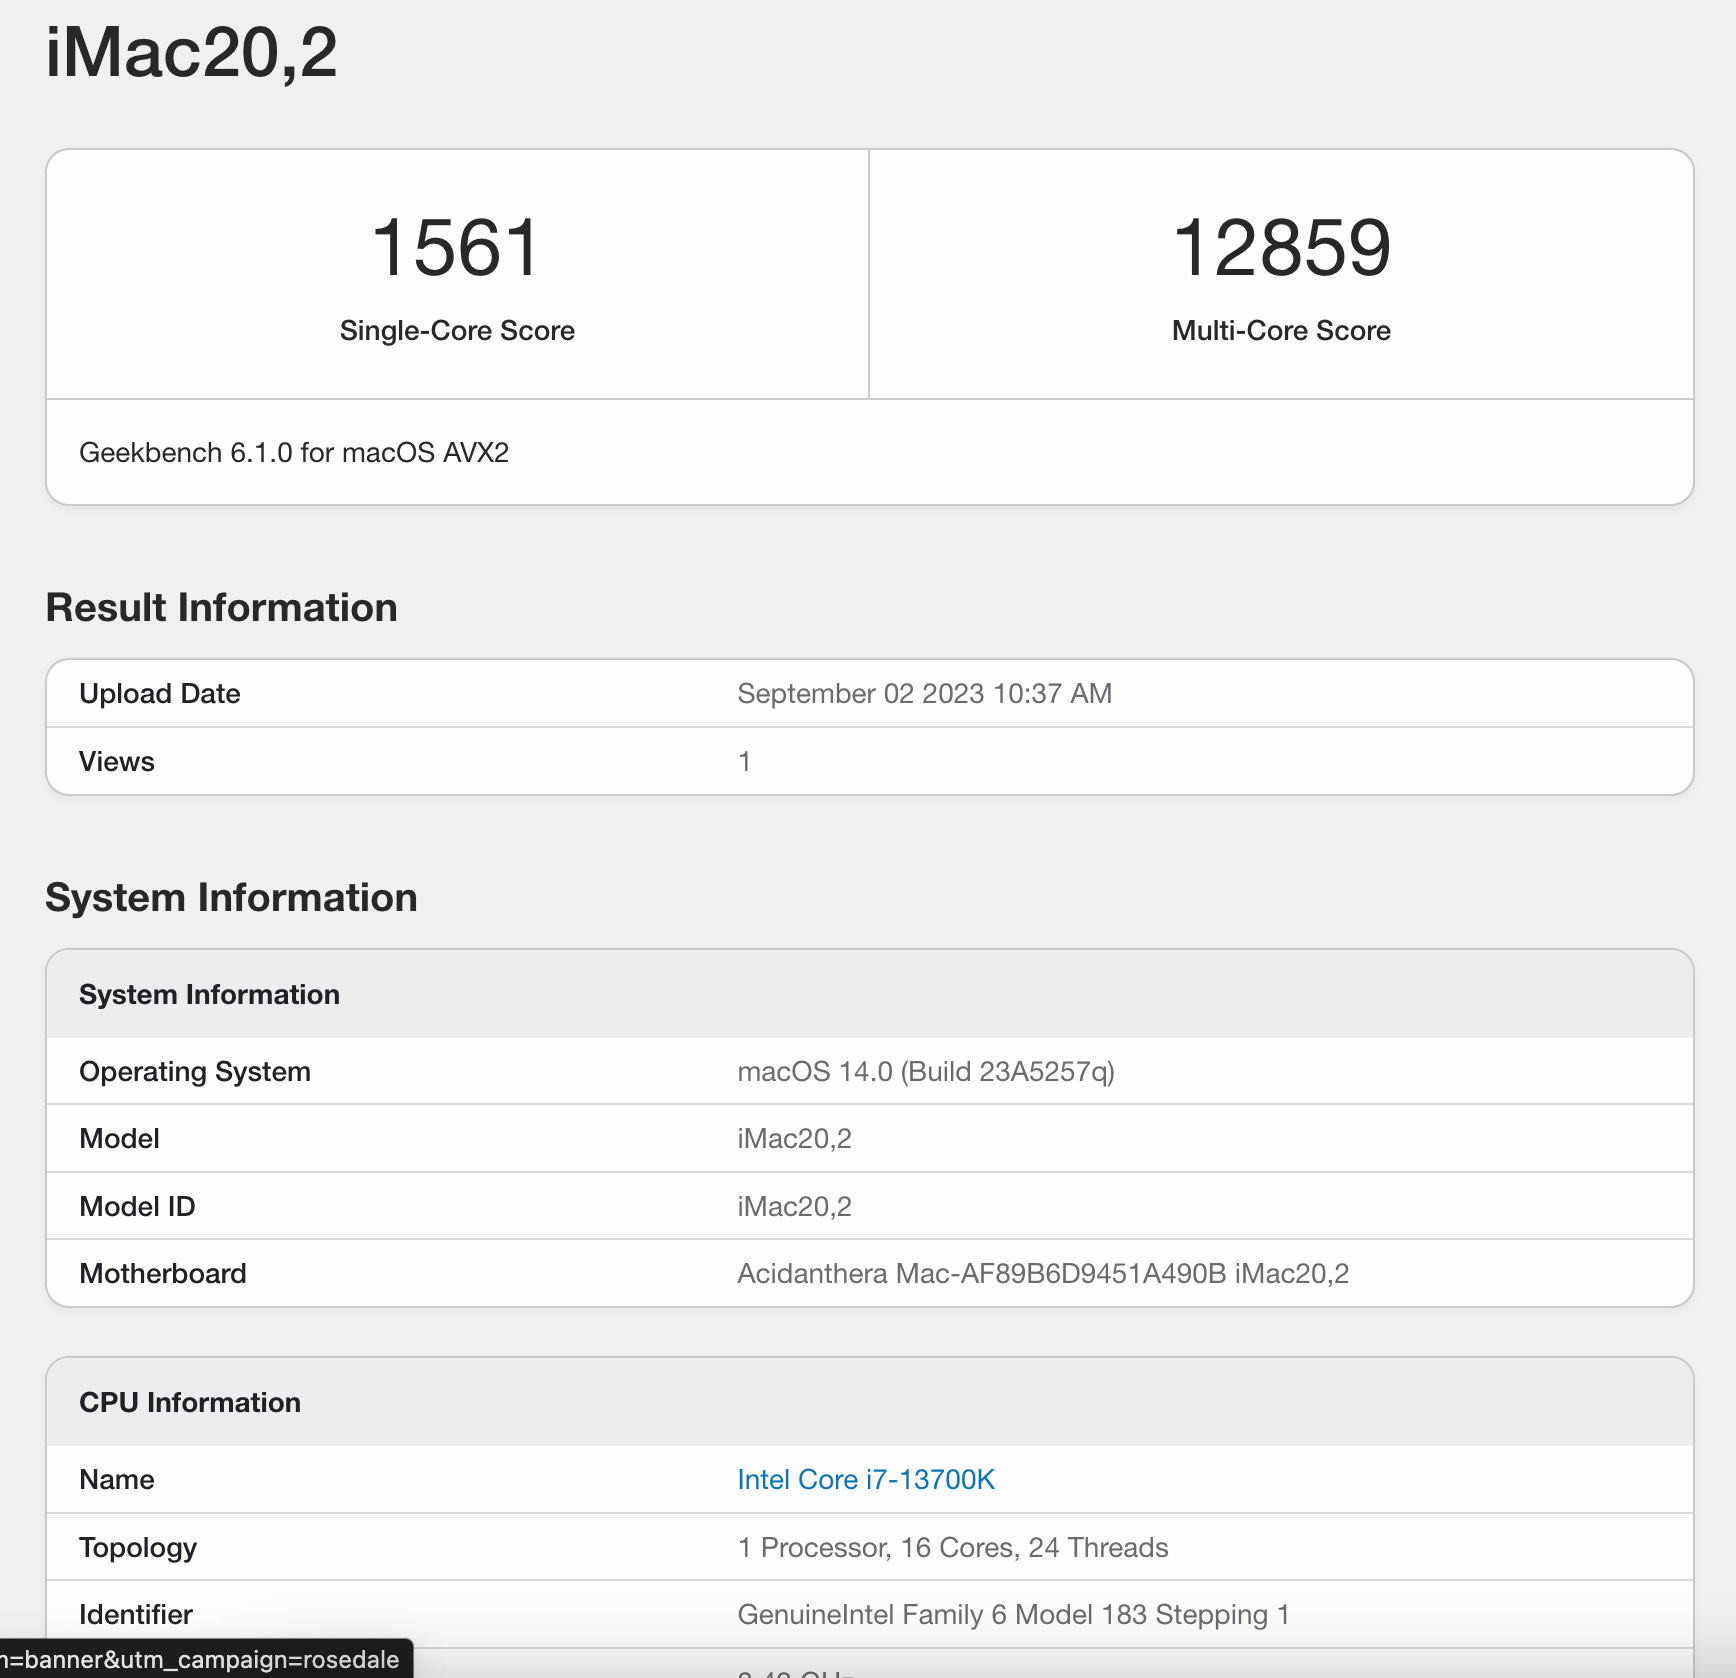 iMac20,2
1561
Single-Core Score
12859
Multi-Core Score
Geekbench 6.1.0 for macOS AVX2
Result Information
Upload Date September 02 2023 10:37 AM
Views 1
System Information
System Information
Operating System macOS 14.0 (Build 23A5257q)
Model iMac20,2
Model ID iMac20,2
Motherboard Acidanthera Mac-AF89B6D9451A490B iMac20,2
CPU Information
Name Intel Core i7-13700K
Topology 1 Processor, 16 Cores, 24 Threads
Identifier GenuineIntel Family 6 Model 183 Stepping 1
=banner&utm_campaign=rosedale